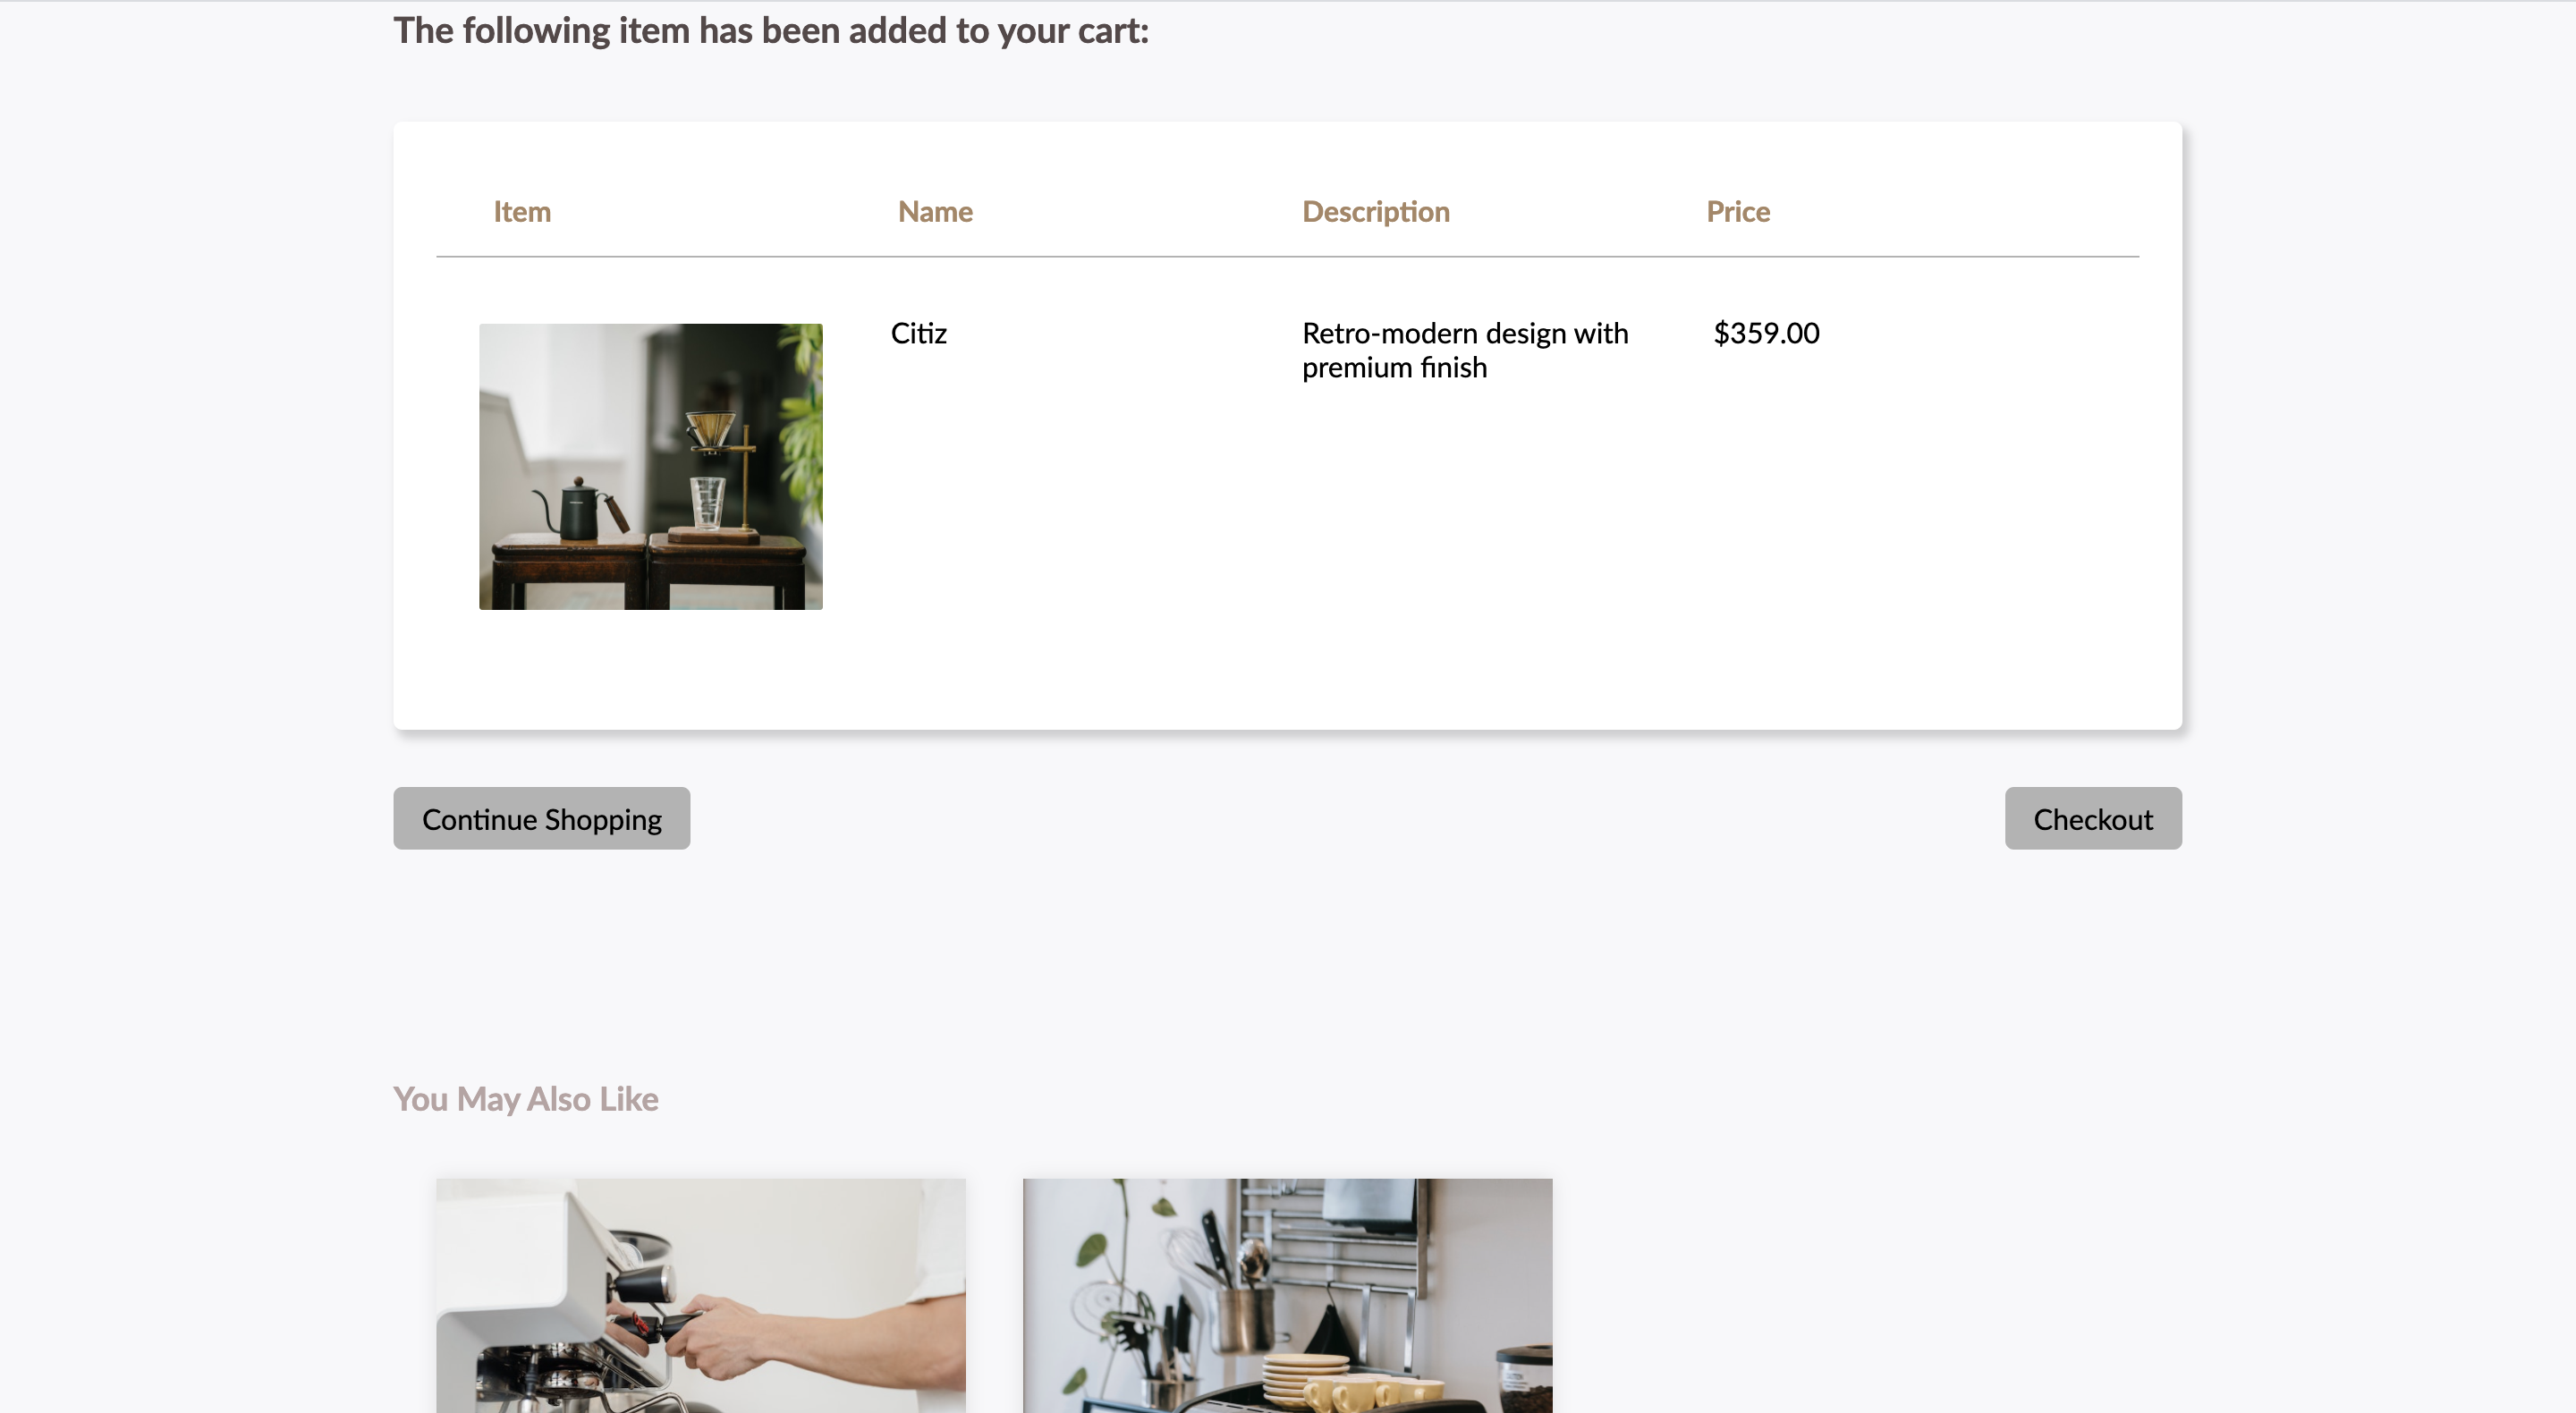 The following item has been added to your cart:
Item Name Description Price
Citiz Retro-modern design with $359.00
premium finish
Continue Shopping Checkout
You May Also Like